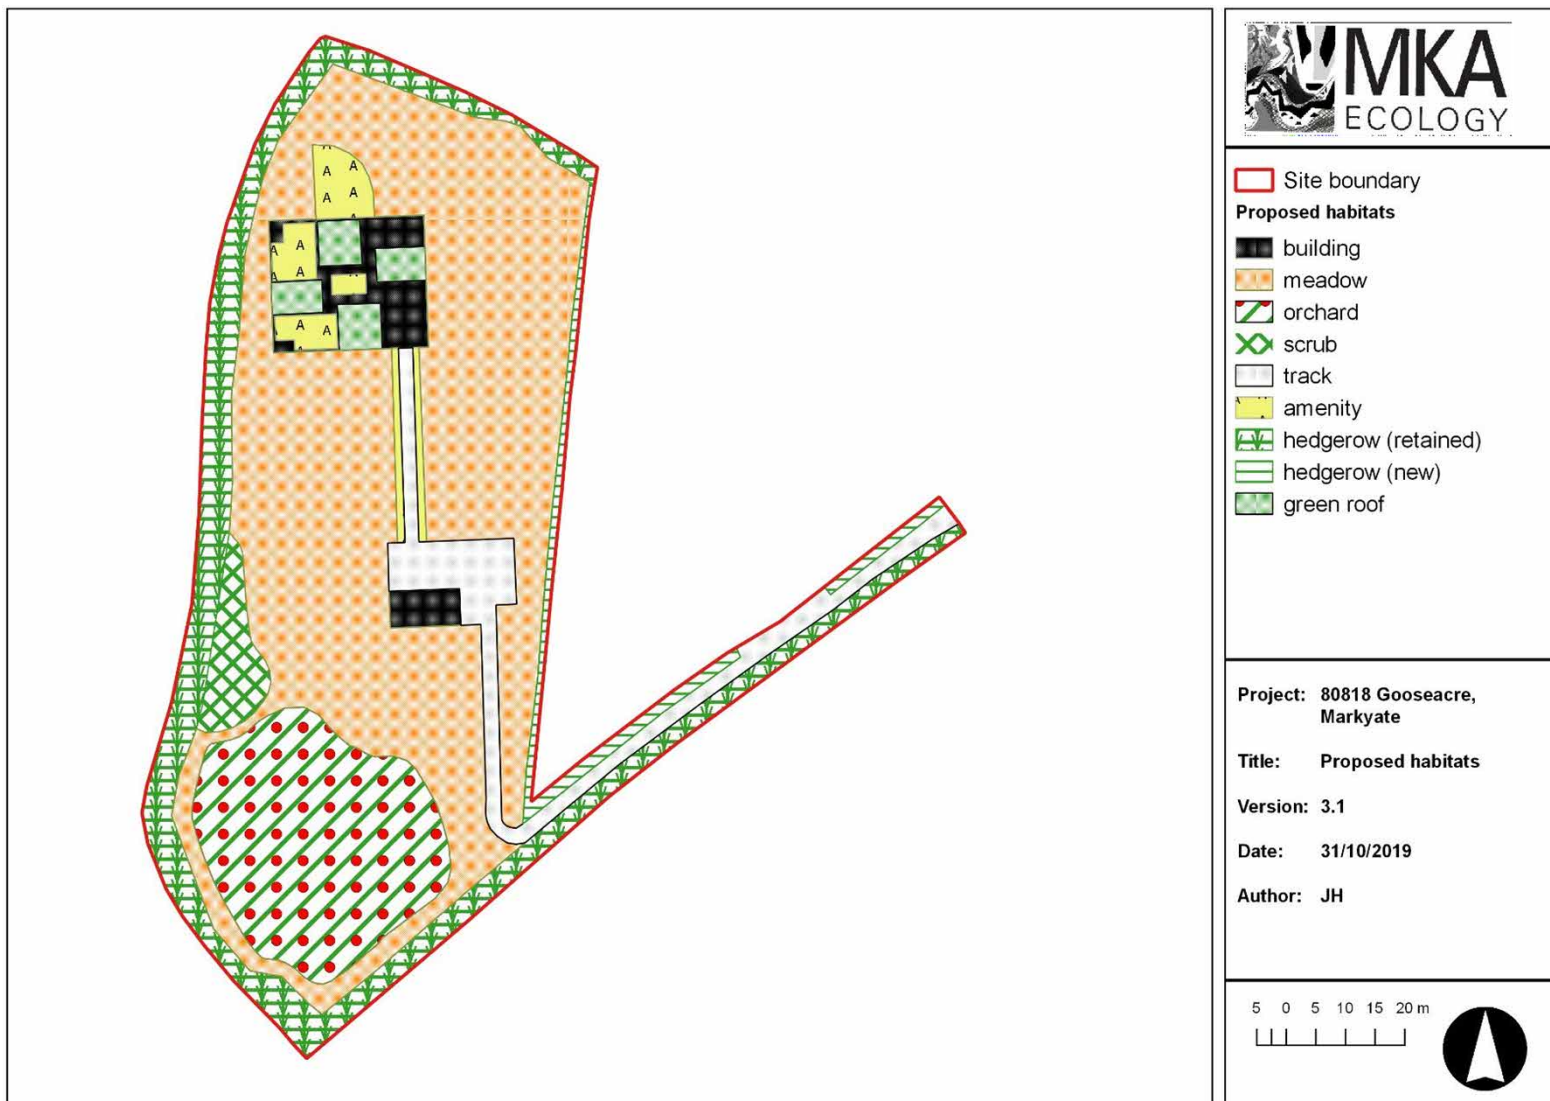 MKA
ECOLOGY
Site boundary
Proposed habitats
building
meadow
orchard
scrub
track
amenity
hedgerow (retained)
hedgerow (new)
green roof
Project: 80818 Gooseacre,
Markyate
Title: Proposed habitats
Version: 3.1
Date: 31/10/2019
Author: JH
5 0 5 10 15 20 m
A
A A
A
A
A
A
A
A
A A
A